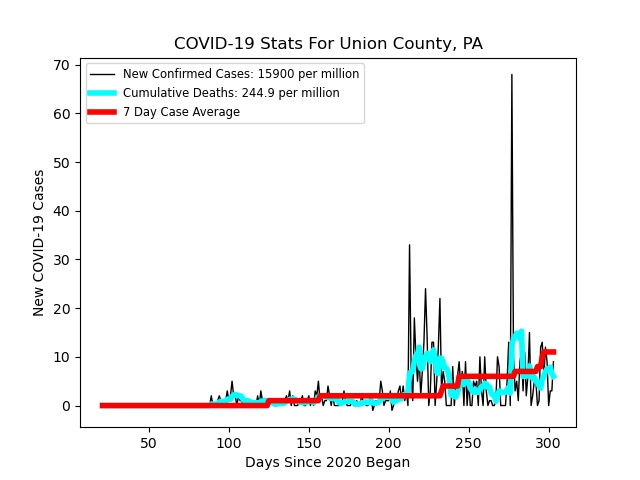 COVID-19 Stats For Union County, PA
New Confirmed Cases: 15900 per million
Cumulative Deaths: 244.9 per million
7 Day Case Average
New COVID-19 Cases
70
60
50
40
30
20
10
0
50 100 150 200 250 300
Days Since 2020 Began